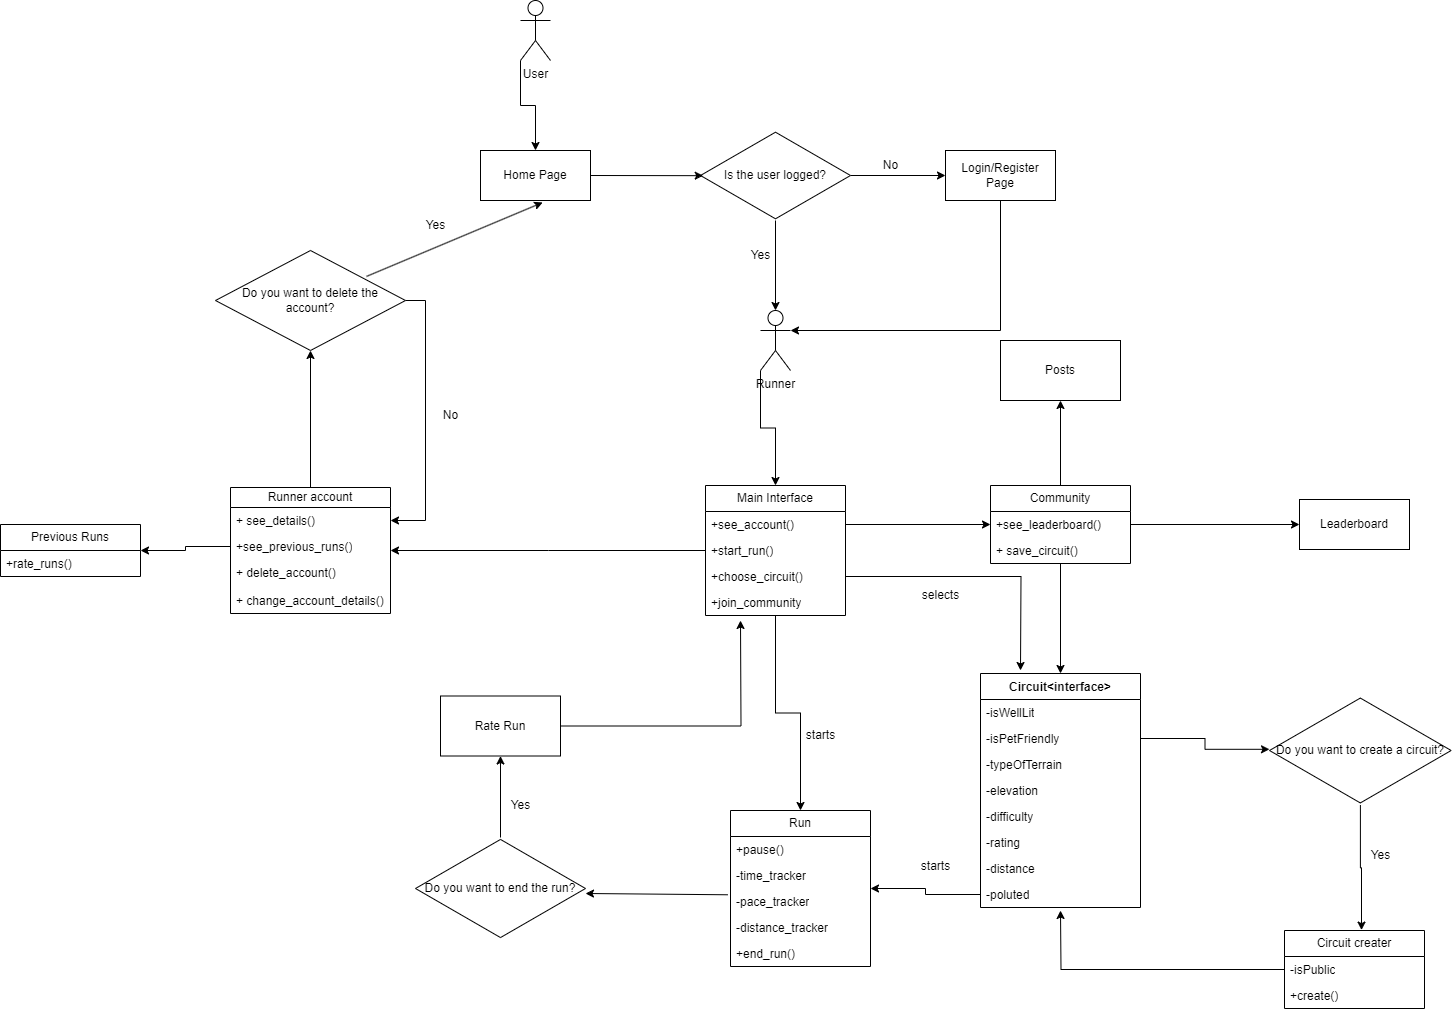 User
Home Page
Is the user logged?
No
Login/Register
Page
Yes
Yes
Do you want to delete the
account?
No
Runner
Posts
Runner account
+ see_details()
+see_previous_runs()
+ delete_account()
+ change_account_details()
Previous Runs
+rate_runs()
Main Interface
+see_account()
+start_run()
+choose_circuit()
+join_community
Community
+see_leaderboard()
+ save_circuit()
Leaderboard
selects
Circuit<interface>
-isWellLit
-isPetFriendly
-typeOfTerrain
-elevation
-difficulty
-rating
-distance
-poluted
Do you want to create a circuit?
Yes
Circuit creater
-isPublic
+create()
Rate Run
starts
Yes
Run
+pause()
-time_tracker
-pace_tracker
-distance_tracker
+end_run()
starts
Do you want to end the run?